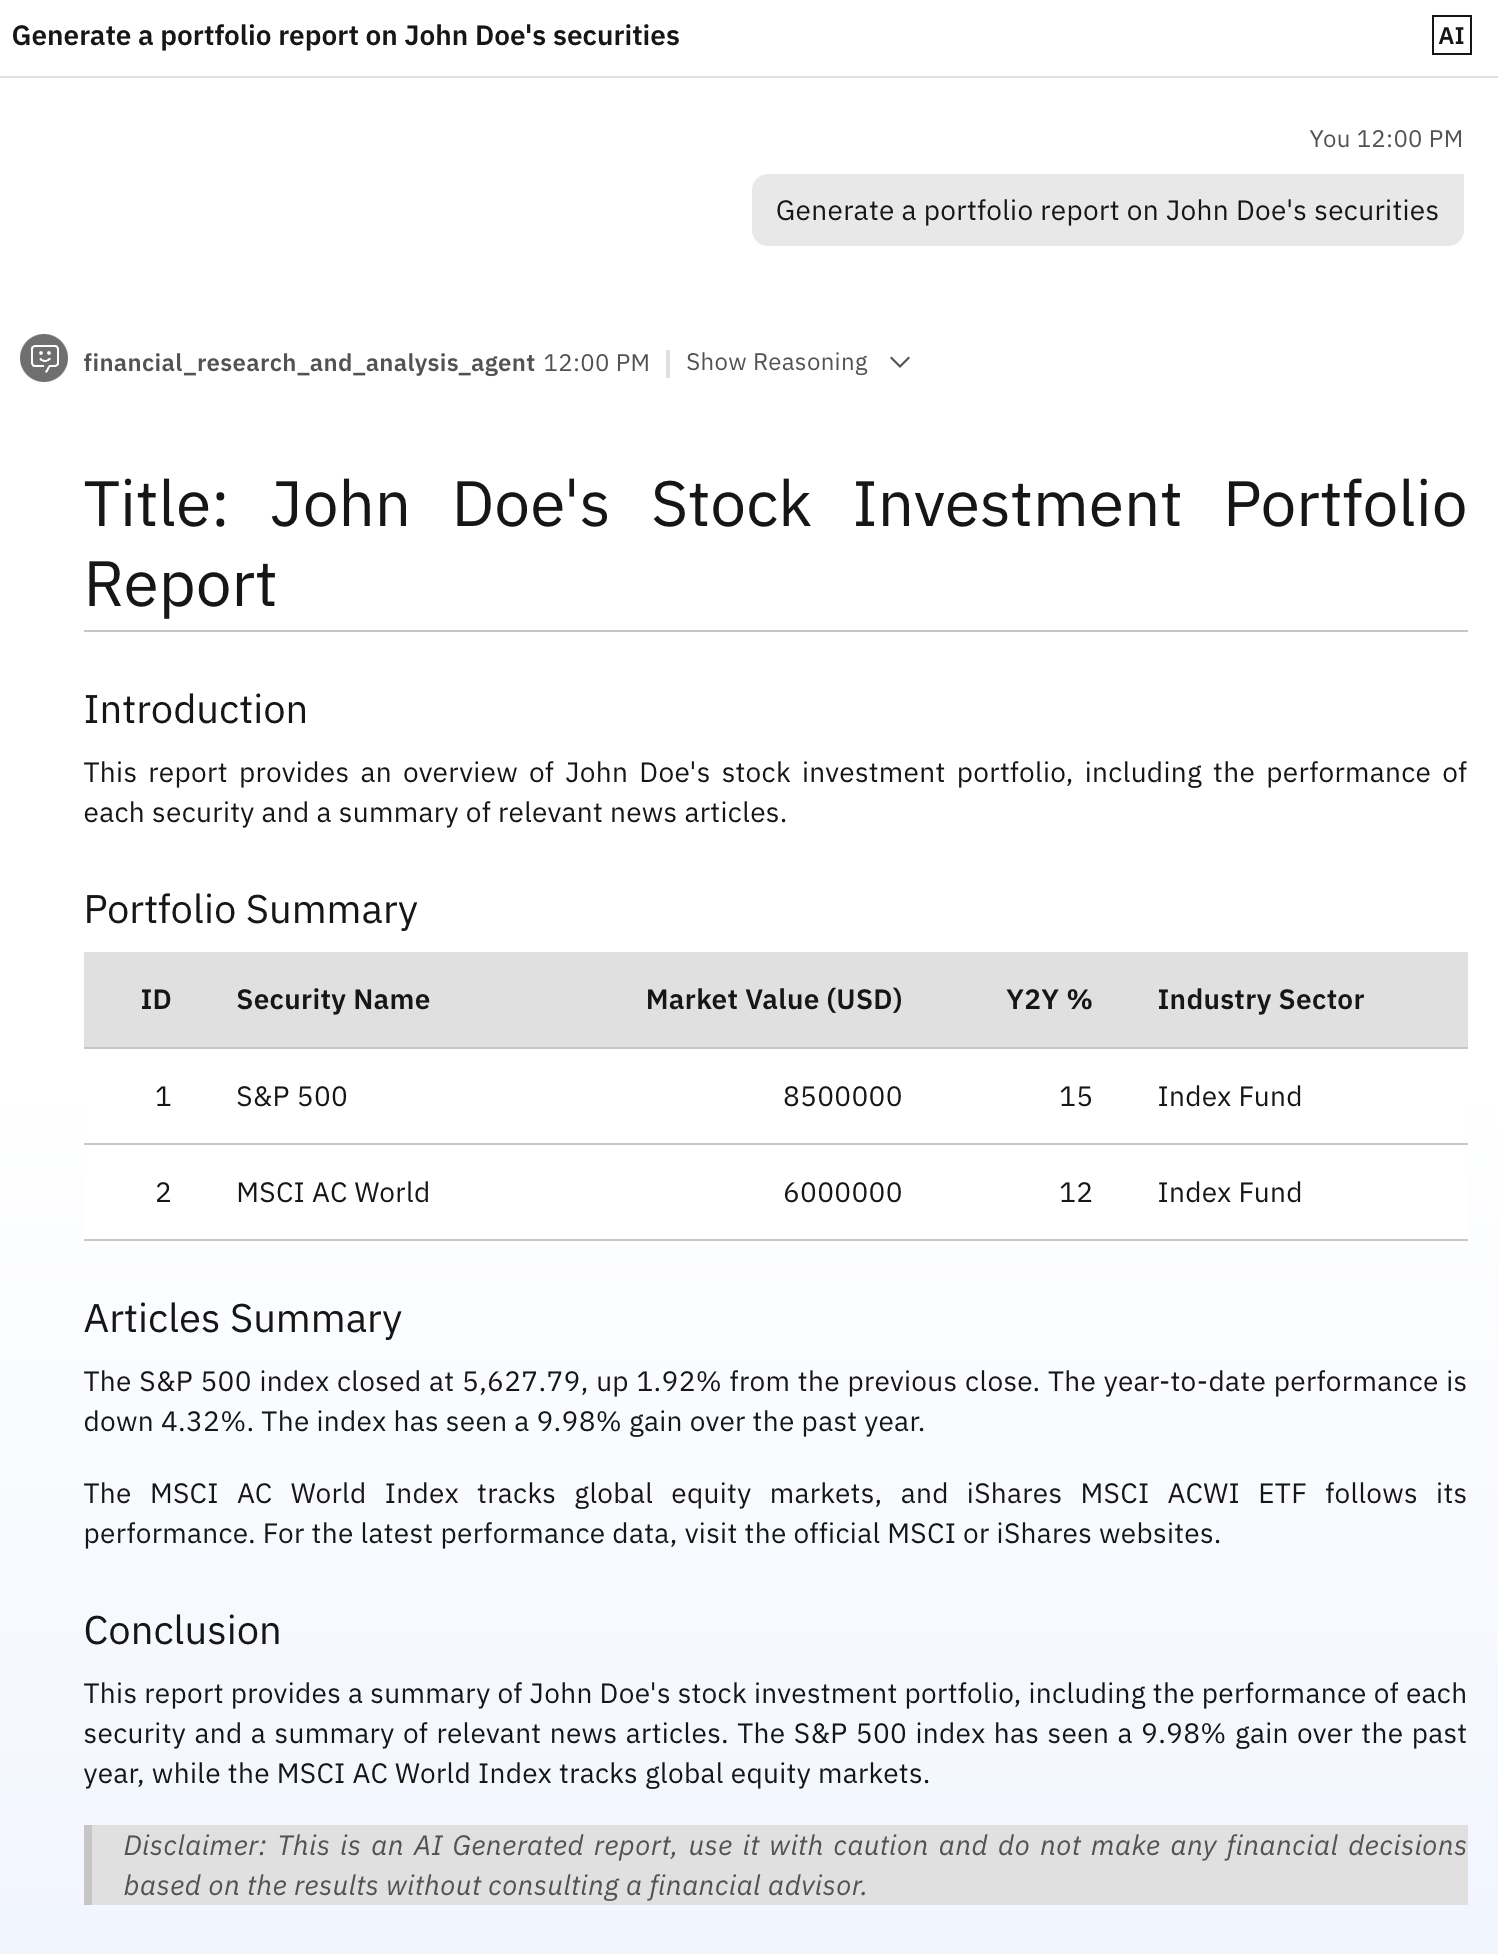 Generate a portfolio report on John Doe's securities
AI
You 12:00 PM
Generate a portfolio report on John Doe's securities
financial_research_and_analysis_agent 12:00 PM | Show Reasoning
Title: John Doe's Stock Investment Portfolio
Report
Introduction
This report provides an overview of John Doe's stock investment portfolio, including the performance of
each security and a summary of relevant news articles.
Portfolio Summary
ID Security Name Market Value (USD) Y2Y % Industry Sector
1 S&P 500 8500000 15 Index Fund
2 MSCI AC World 6000000 12 Index Fund
Articles Summary
The S&P 500 index closed at 5,627.79, up 1.92% from the previous close. The year-to-date performance is
down 4.32%. The index has seen a 9.98% gain over the past year.
The MSCI AC World Index tracks global equity markets, and iShares MSCI ACWI ETF follows its
performance. For the latest performance data, visit the official MSCI or iShares websites.
Conclusion
This report provides a summary of John Doe's stock investment portfolio, including the performance of each
security and a summary of relevant news articles. The S&P 500 index has seen a 9.98% gain over the past
year, while the MSCI AC World Index tracks global equity markets.
Disclaimer: This is an AI Generated report, use it with caution and do not make any financial decisions
based on the results without consulting a financial advisor.